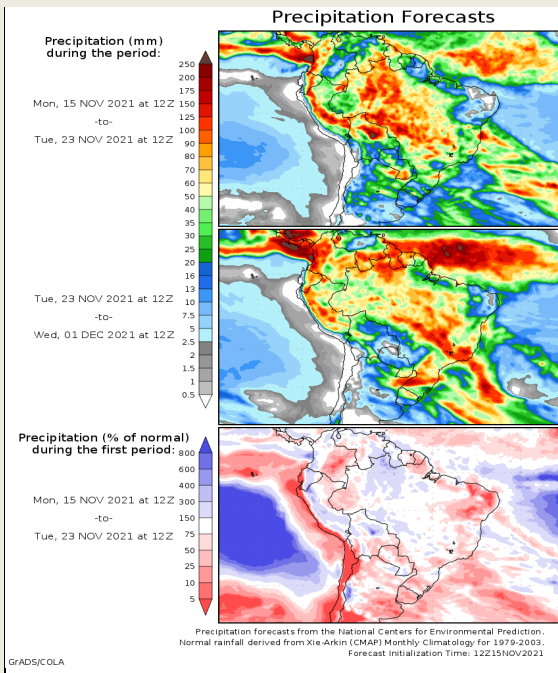 Precipitation Forecasts
Precipitation (mm)
during the period:
Mon, 15 NOV 2021 at 12Z
-to-
Tue, 23 NOV 2021 at 12Z
250
200
175
150
125
100
90
80
70
60
50
40
35
30
25
20
16
13
10
7.5
5
2.5
2
1.5
1
0.5
Tue, 23 NOV 2021 at 12Z
-to-
Wed, 01 DEC 2021 at 12Z
Precipitation (% of normal)
during the first period:
Mon, 15 NOV 2021 at 12Z
-to-
Tue, 23 NOV 2021 at 12Z
800
600
400
300
150
75
50
25
10
5
Precipitation forecasts from the National Centers for Environmental Prediction.
Normal rainfall derived from Xie-Arkin (CMAP) Monthly Climatology for 1979-2003.
Forecast Initialization Time: 12Z15NOV2021
GrADS/COLA